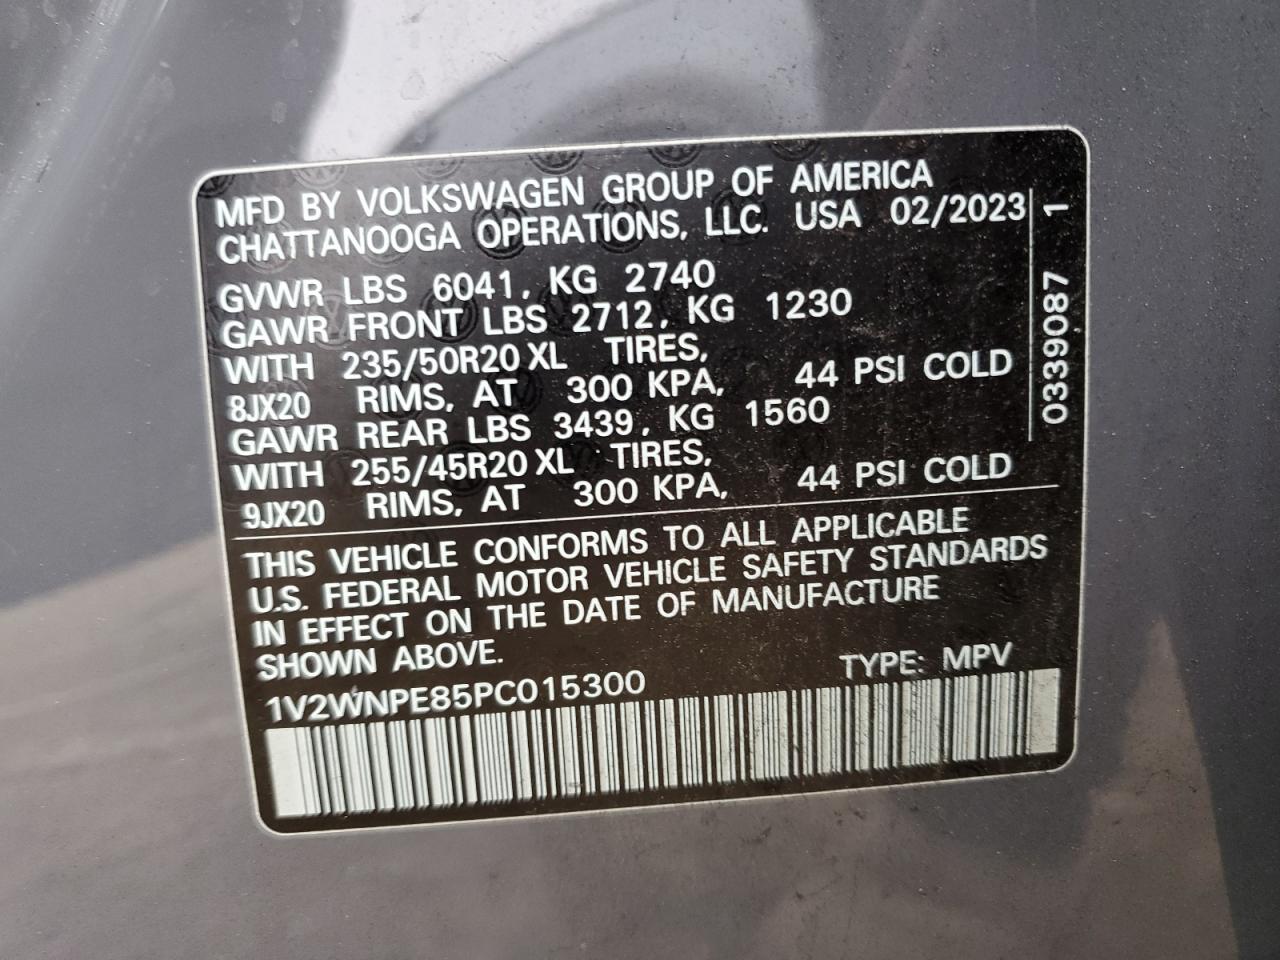 MFD BY VOLKSWAGEN GROUP OF AMERICA
CHATTANOOGA OPERATIONS, LLC. USA 02/2023
GVWR LBS 6041, KG 2740
GAWR FRONT LBS 2712, KG 1230
WITH 235/50R20 XL TIRES,
8JX20 RIMS, AT 300 KPA, 44 PSI COLD
GAWR REAR LBS 3439, KG 1560
WITH 255/45R20 XL TIRES,
9JX20 RIMS, AT 300 KPA, 44 PSI COLD
0339087 1
THIS VEHICLE CONFORMS TO ALL APPLICABLE
U.S. FEDERAL MOTOR VEHICLE SAFETY STANDARDS
IN EFFECT ON THE DATE OF MANUFACTURE
SHOWN ABOVE.
TYPE: MPV
1V2WNPE85PC015300